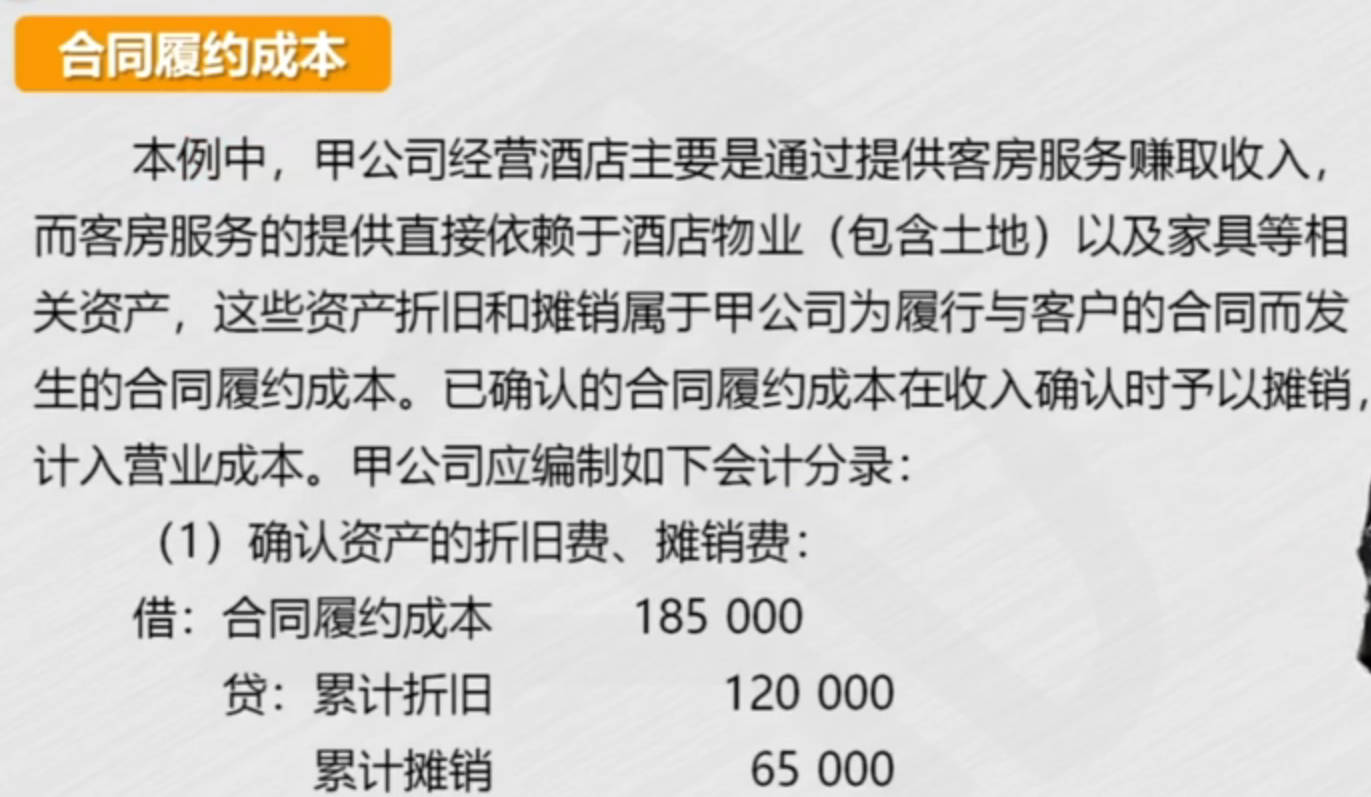 合同履约成本
本例中，甲公司经营酒店主要是通过提供客房服务赚取收入，
而客房服务的提供直接依赖于酒店物业（包含土地）以及家具等相
关资产，这些资产折旧和摊销属于甲公司为履行与客户的合同而发
生的合同履约成本。已确认的合同履约成本在收入确认时予以摊销，
计入营业成本。甲公司应编制如下会计分录：
（1）确认资产的折旧费、摊销费：
借：合同履约成本 185 000
贷：累计折旧 120 000
累计摊销 65 000